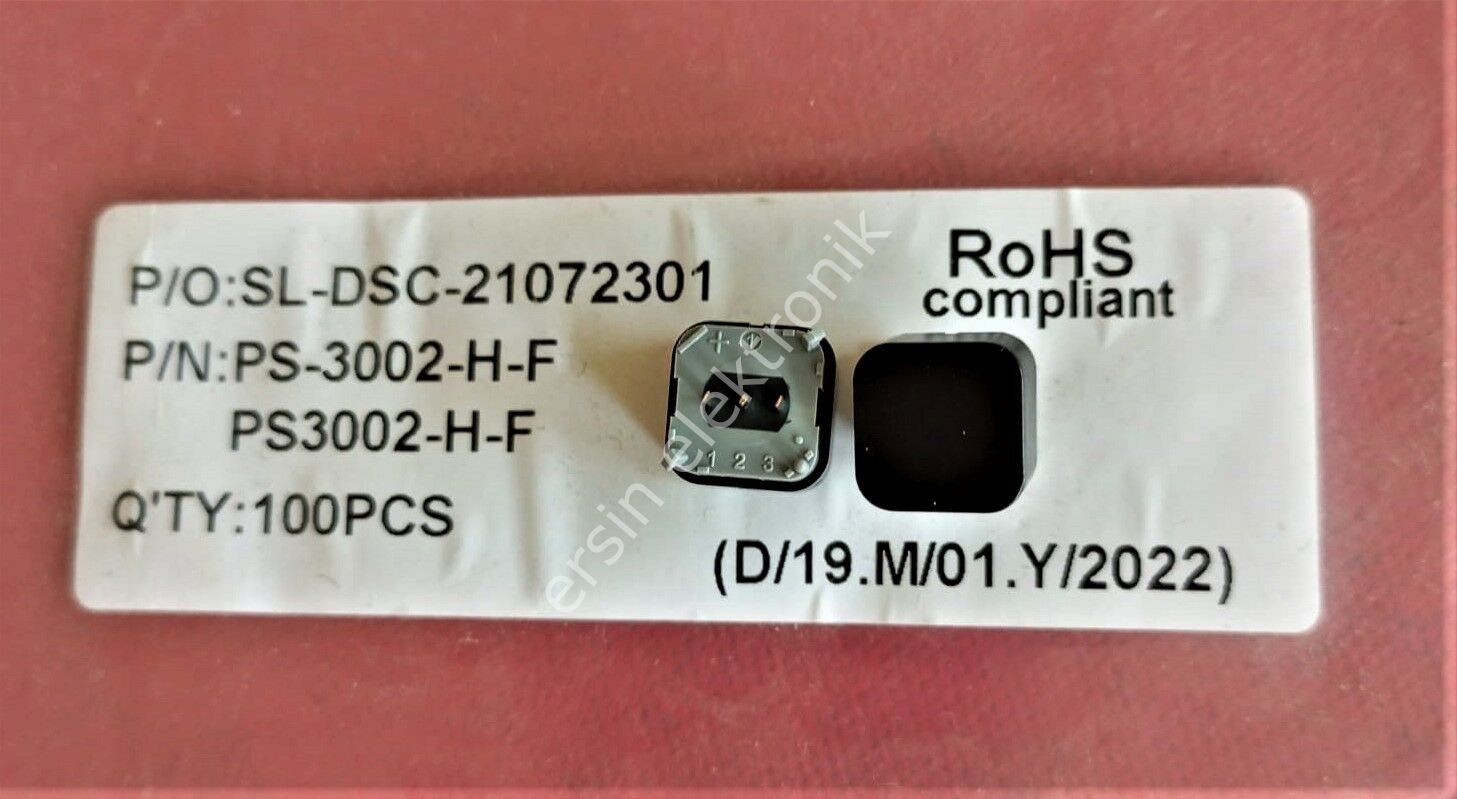 P/O:SL-DSC-21072301
RoHS
compliant
P/N:PS-3002-H-F
PS3002-H-F
Q'TY:100PCS
+
1 2 3
(D/19.M/01.Y/2022)
ersin elektronik